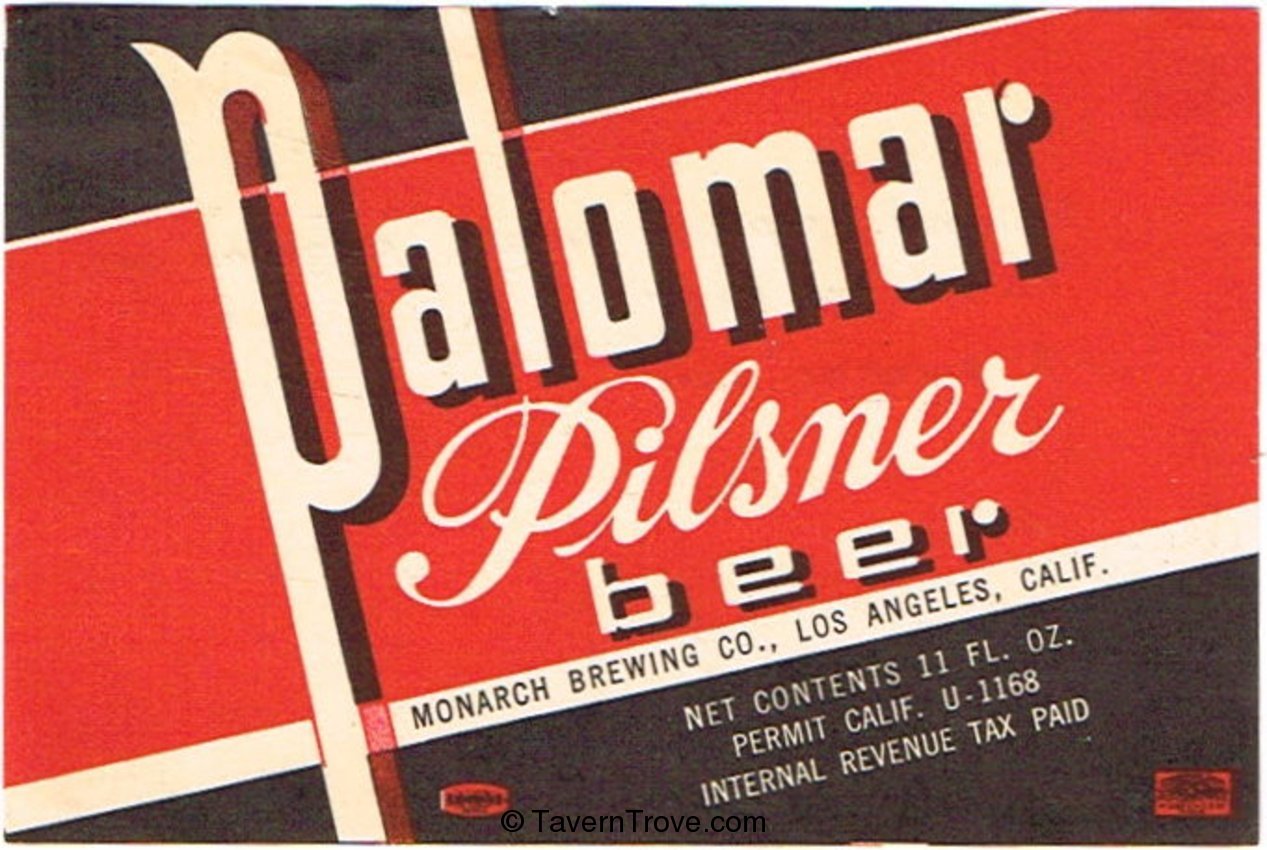 Palomar
Pilsner
beer
MONARCH BREWING CO., LOS ANGELES, CALIF.
NET CONTENTS 11 FL. OZ.
PERMIT CALIF. U-1168
INTERNAL REVENUE TAX PAID
© TavernTrove.com